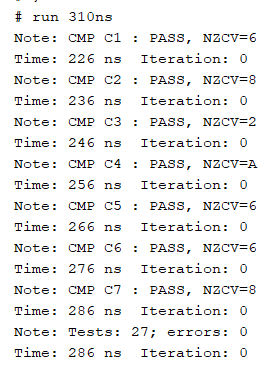 # run 310ns
Note: CMP C1 : PASS, NZCV=6
Time: 226 ns  Iteration: 0
Note: CMP C2 : PASS, NZCV=8
Time: 236 ns  Iteration: 0
Note: CMP C3 : PASS, NZCV=2
Time: 246 ns  Iteration: 0
Note: CMP C4 : PASS, NZCV=A
Time: 256 ns  Iteration: 0
Note: CMP C5 : PASS, NZCV=6
Time: 266 ns  Iteration: 0
Note: CMP C6 : PASS, NZCV=6
Time: 276 ns  Iteration: 0
Note: CMP C7 : PASS, NZCV=8
Time: 286 ns  Iteration: 0
Note: Tests: 27; errors: 0
Time: 286 ns  Iteration: 0